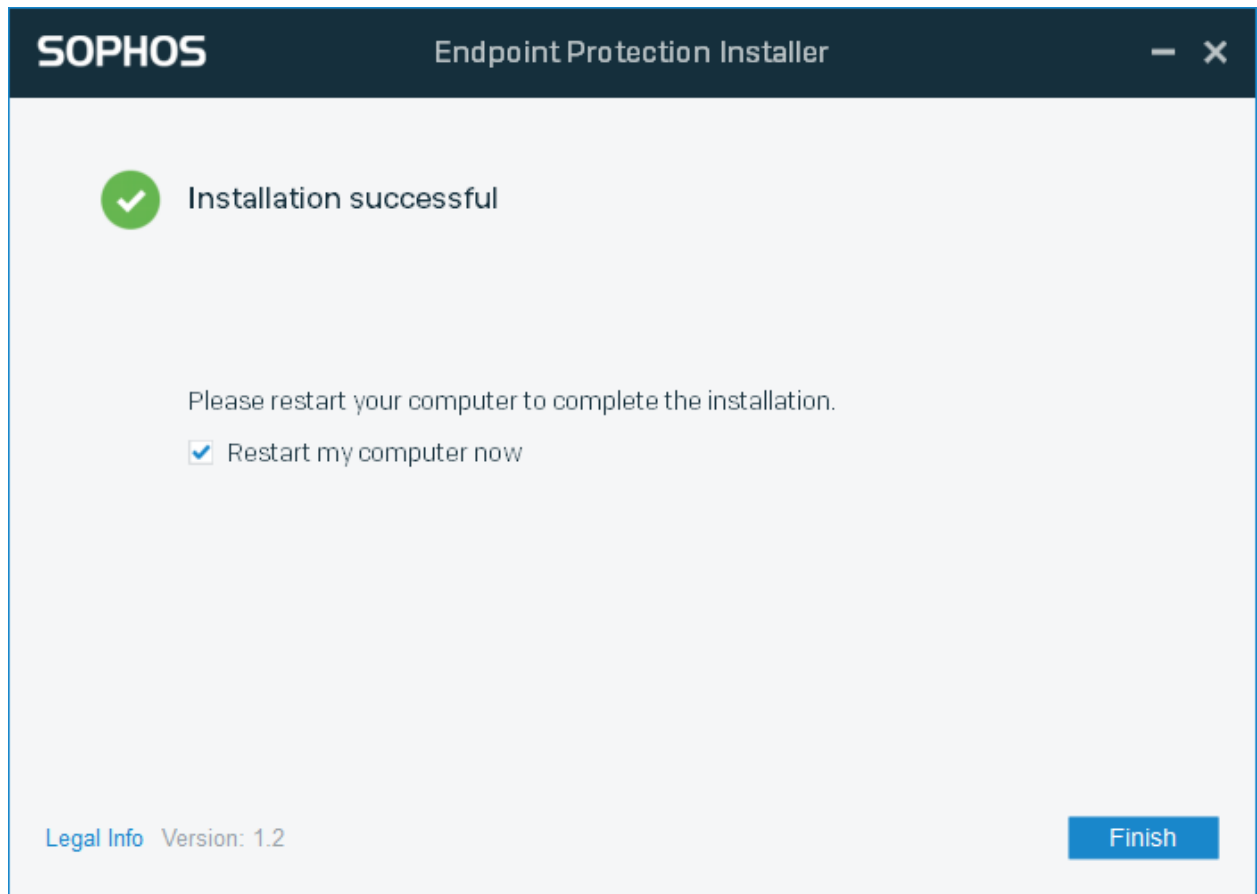 SOPHOS
Endpoint Protection Installer
Installation successful
Please restart your computer to complete the installation.
Restart my computer now
Legal Info Version: 1.2
Finish